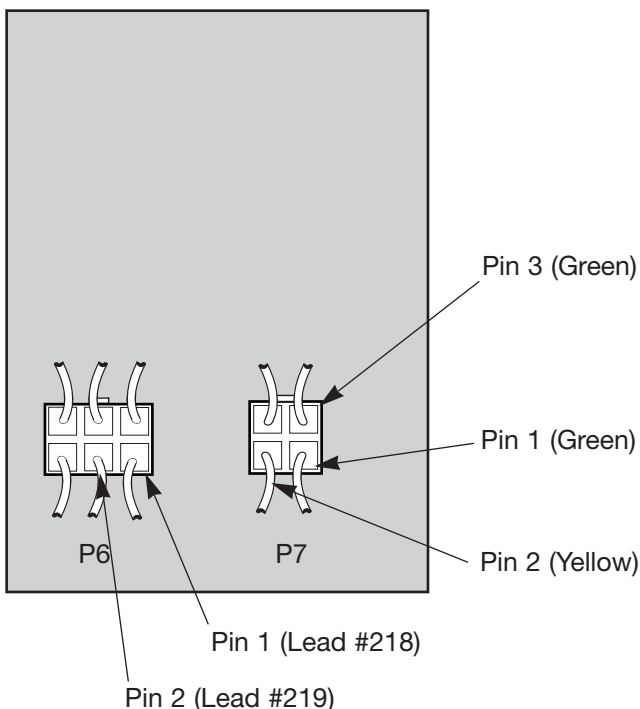 Pin 3 (Green)
Pin 1 (Green)
P6
P7
Pin 2 (Yellow)
Pin 1 (Lead #218)
Pin 2 (Lead #219)